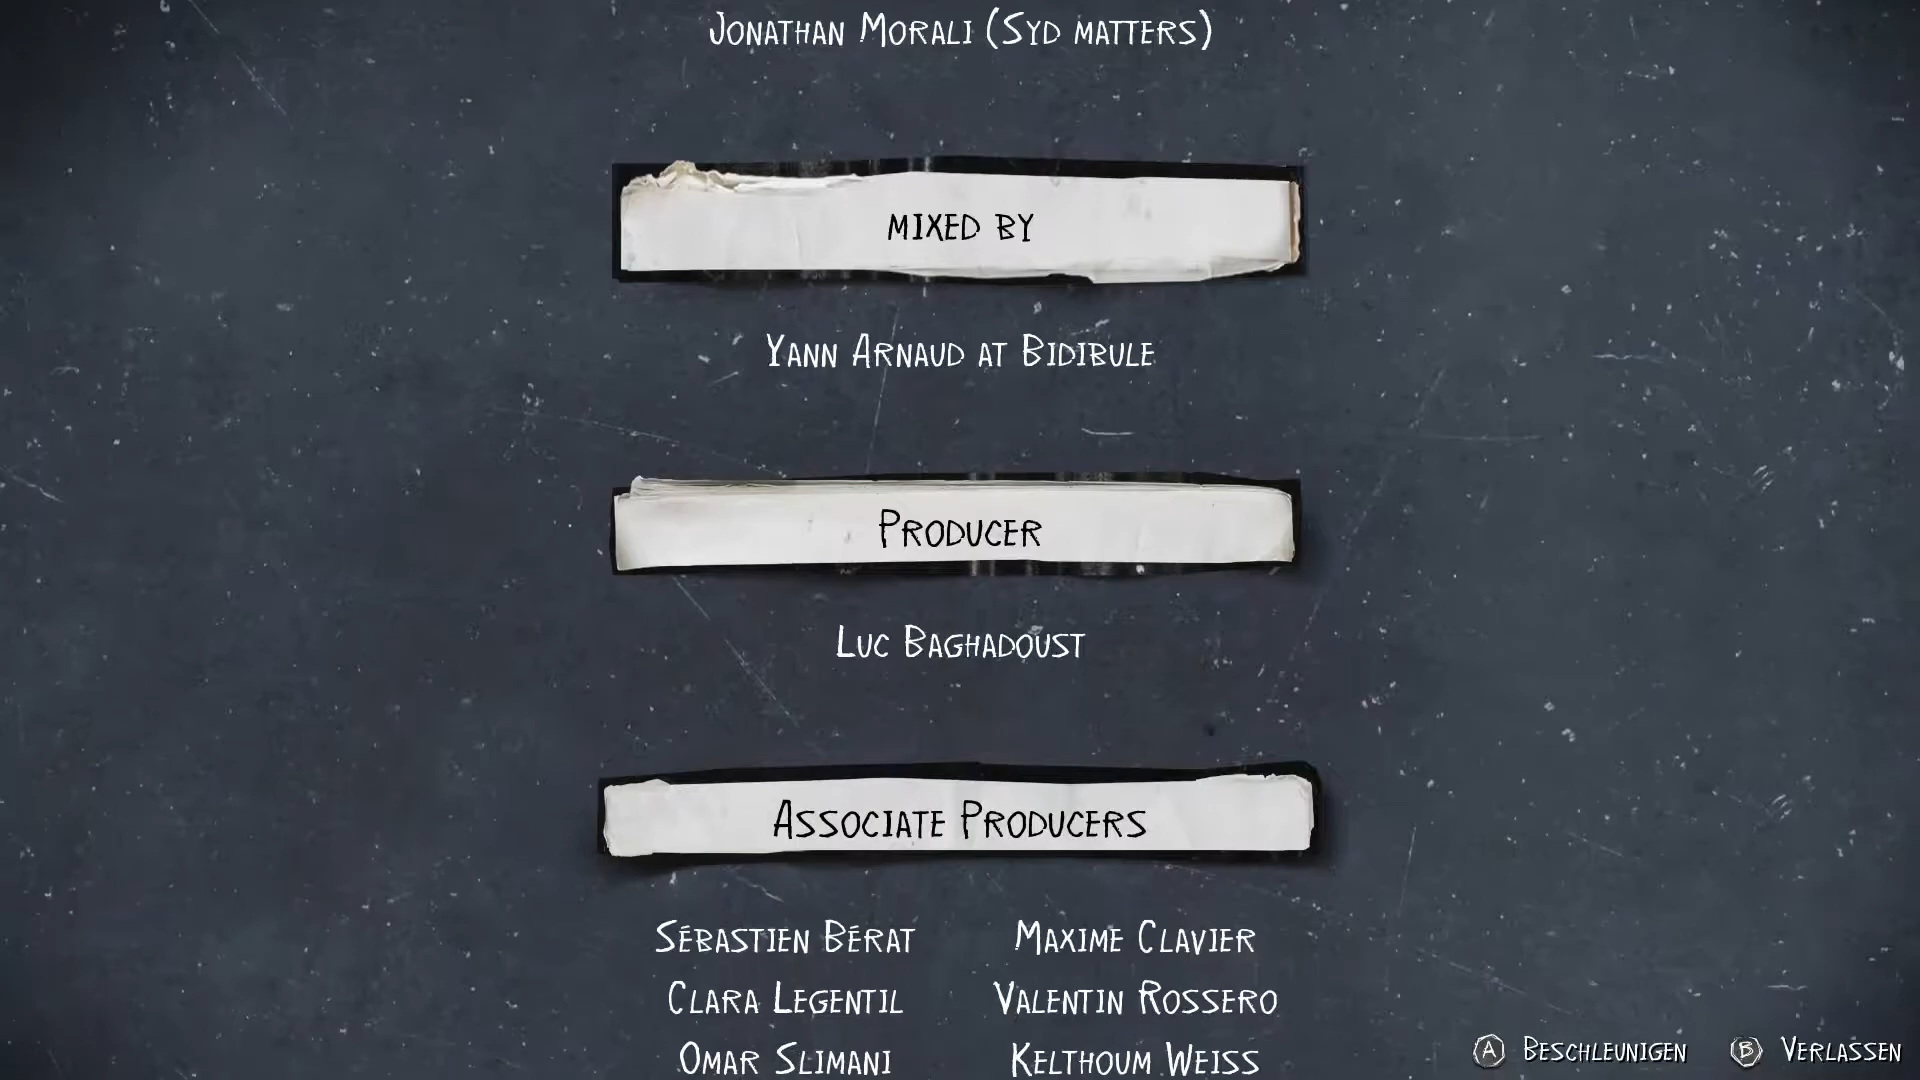 Jonathan Morali (Syd matters)
mixed by
Yann Arnaud at Bidibule
Producer
Luc Baghadoust
Associate Producers
Sébastien Bérat Maxime Clavier
Clara Legentil Valentin Rossero
Omar Slimani Kelthoum Weiss
A Beschleunigen B Verlassen